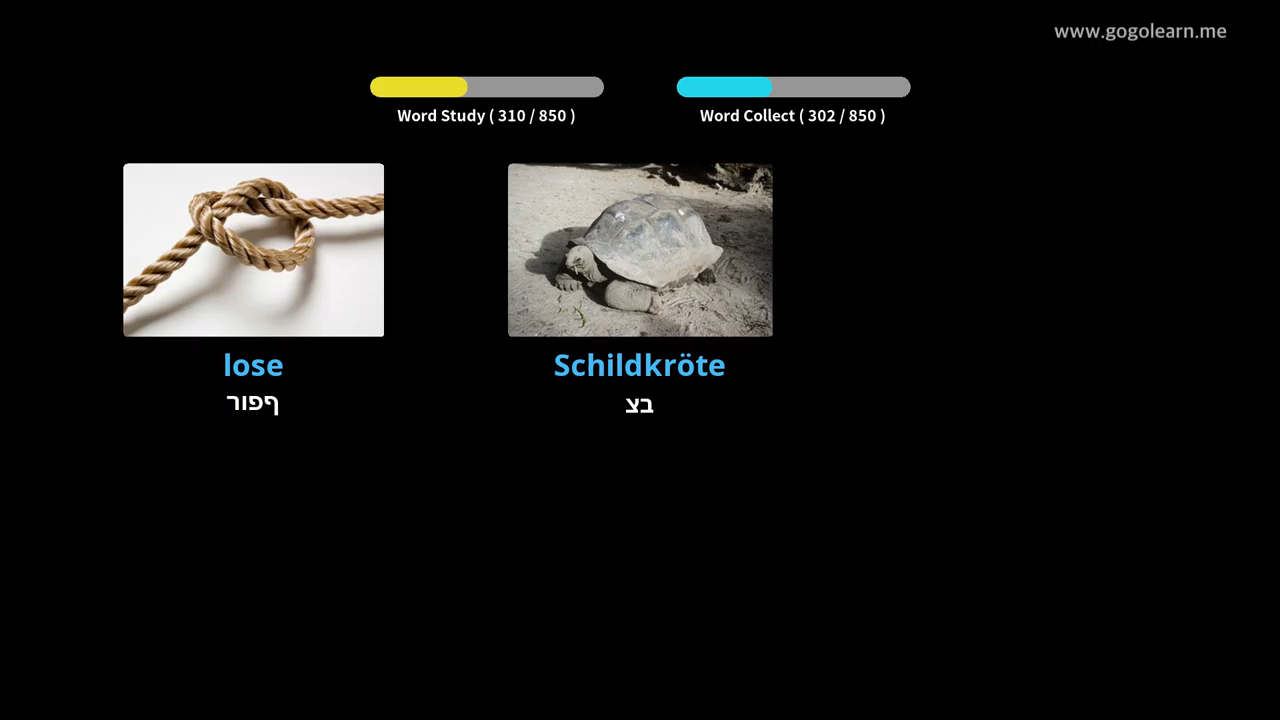 www.gogolearn.me
Word Study ( 310 / 850 )
Word Collect ( 302 / 850 )
lose
ףפור
Schildkröte
בצ